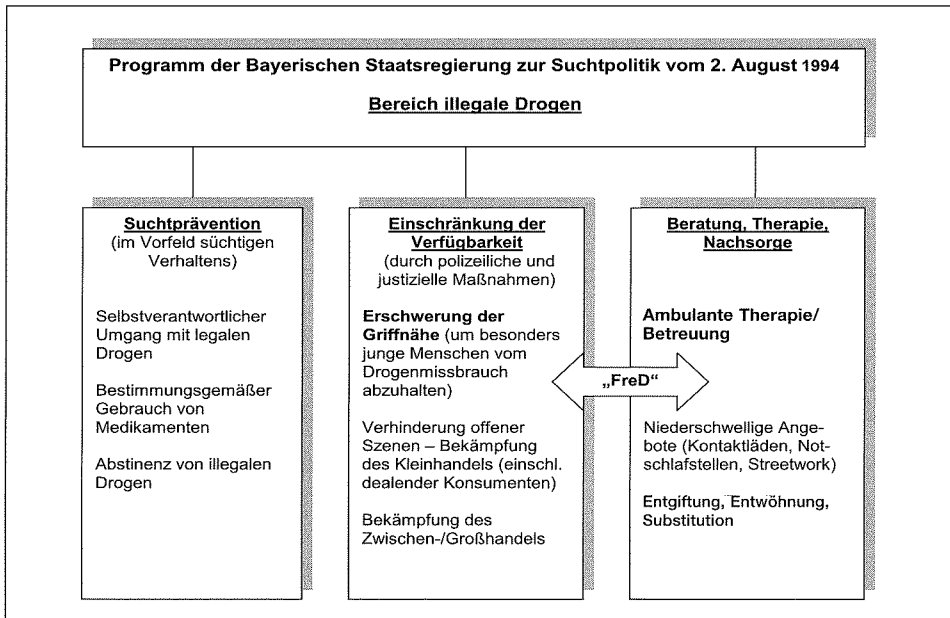 Programm der Bayerischen Staatsregierung zur Suchtpolitik vom 2. August 1994
Bereich illegale Drogen
Suchtprävention
(im Vorfeld süchtigen
Verhaltens)
Selbstverantwortlicher
Umgang mit legalen
Drogen
Bestimmungsgemäßer
Gebrauch von
Medikamenten
Abstinenz von illegalen
Drogen
Einschränkung der
Verfügbarkeit
(durch polizeiliche und
justizielle Maßnahmen)
Erschwerung der
Griffnähe (um besonders
junge Menschen vom
Drogenmissbrauch
abzuhalten)
Verhinderung offener
Szenen – Bekämpfung
des Kleinhandels (einschl.
dealender Konsumenten)
Bekämpfung des
Zwischen-/Großhandels
„FreD“
Beratung, Therapie,
Nachsorge
Ambulante Therapie/
Betreuung
Niederschwellige Ange-
bote (Kontaktläden, Not-
schlafstellen, Streetwork)
Entgiftung, Entwöhnung,
Substitution